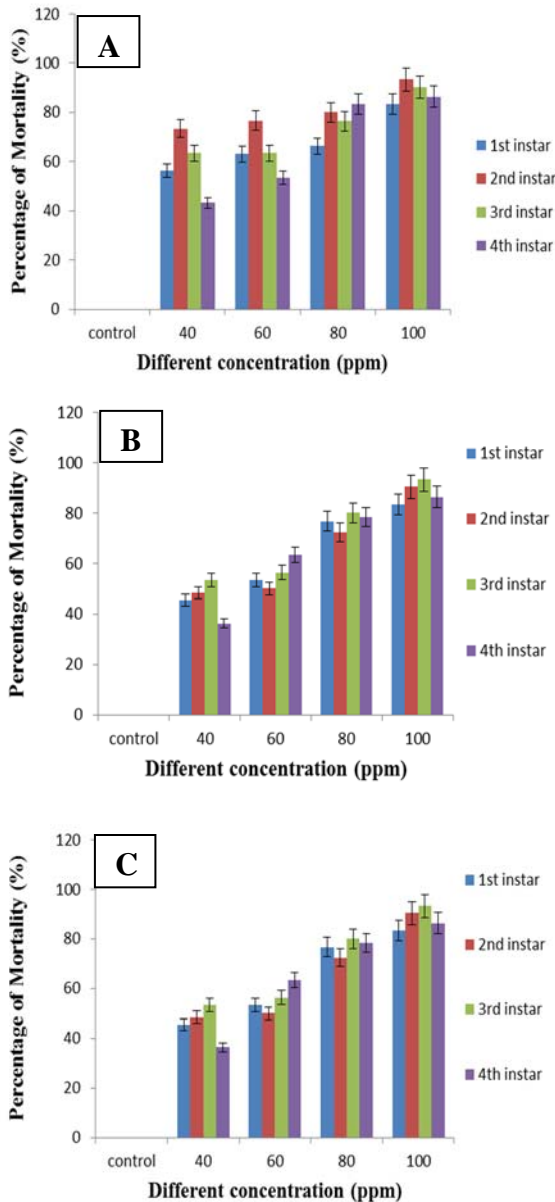 A
Percentage of Mortality (%)
120
100
80
60
40
20
0
control 40 60 80 100
Different concentration (ppm)
1st instar
2nd instar
3rd instar
4th instar
B
Percentage of Mortality (%)
120
100
80
60
40
20
0
control 40 60 80 100
Different concentration (ppm)
1st instar
2nd instar
3rd instar
4th instar
C
Percentage of Mortality (%)
120
100
80
60
40
20
0
control 40 60 80 100
Different concentration (ppm)
1st instar
2nd instar
3rd instar
4th instar